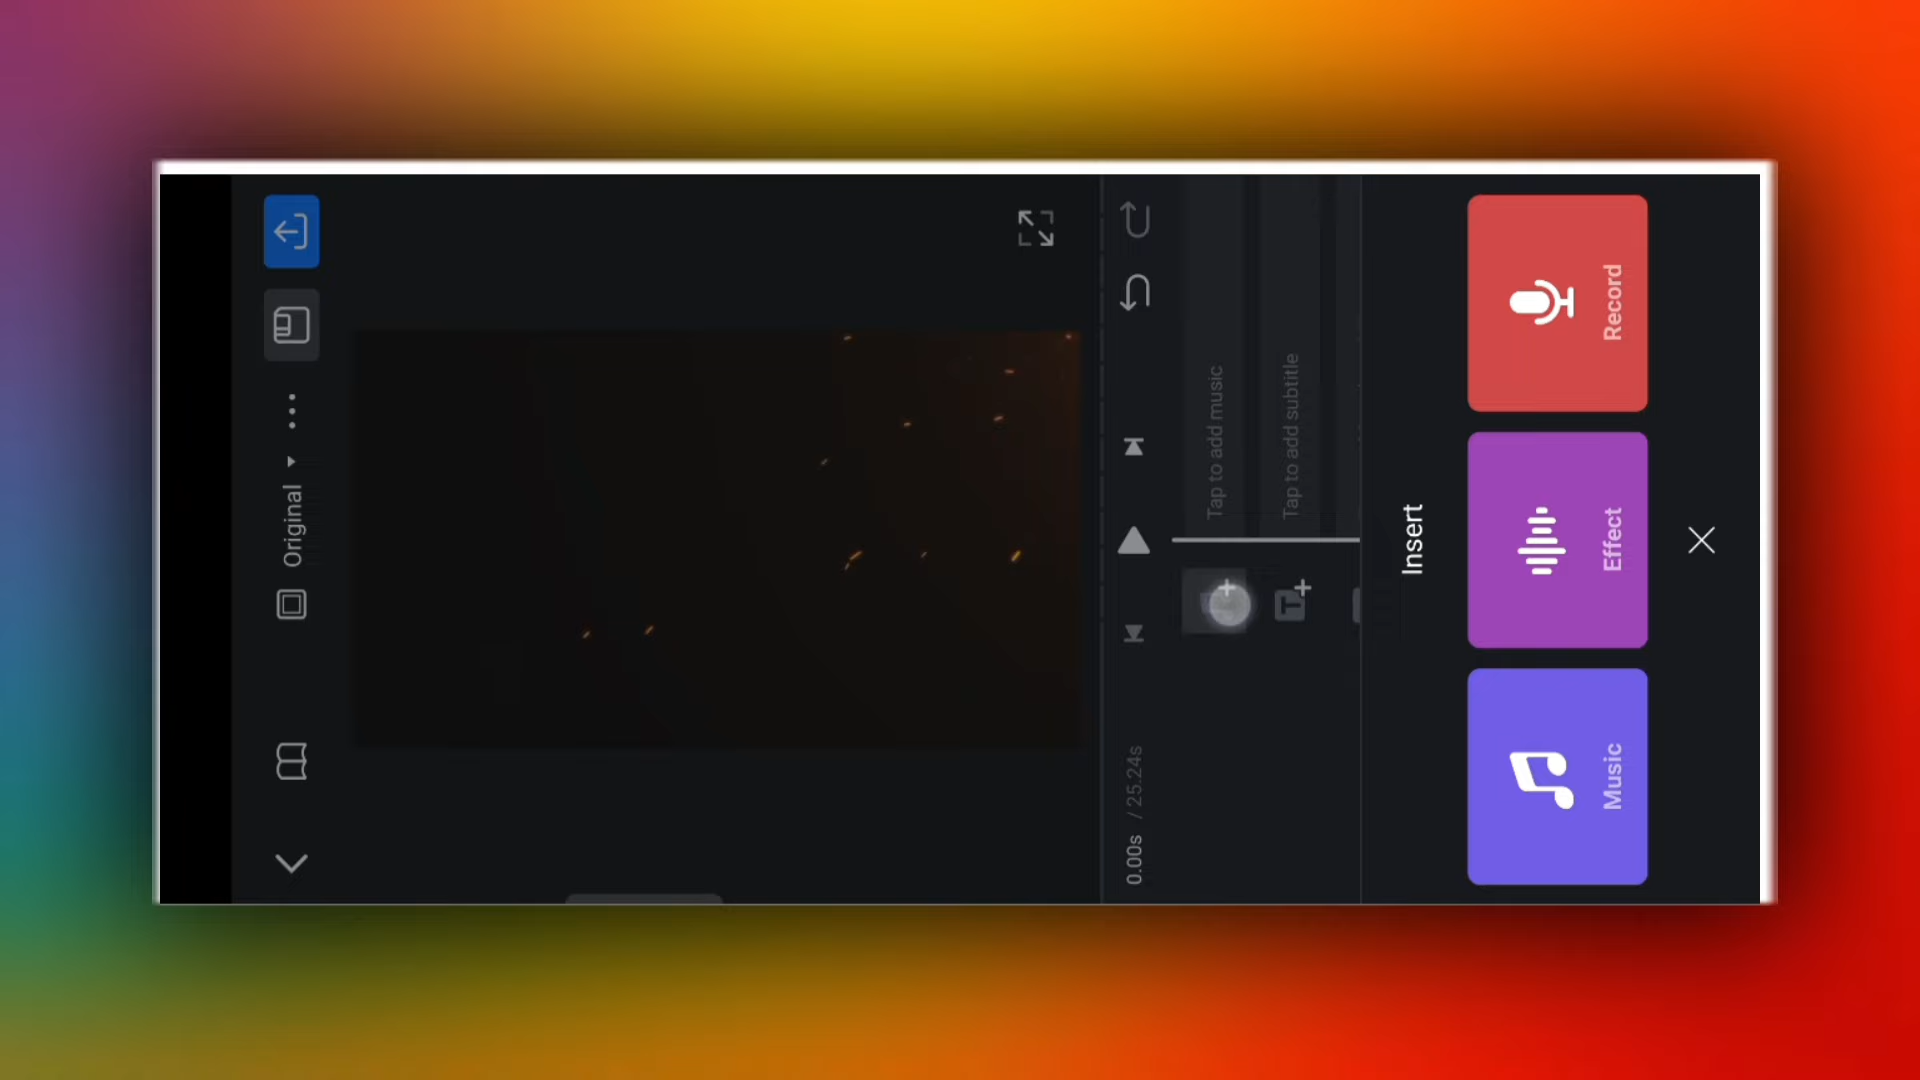 Original
0.00s / 25.24s
Tap to add music
Tap to add subtitle
Insert
Music
Effect
Record